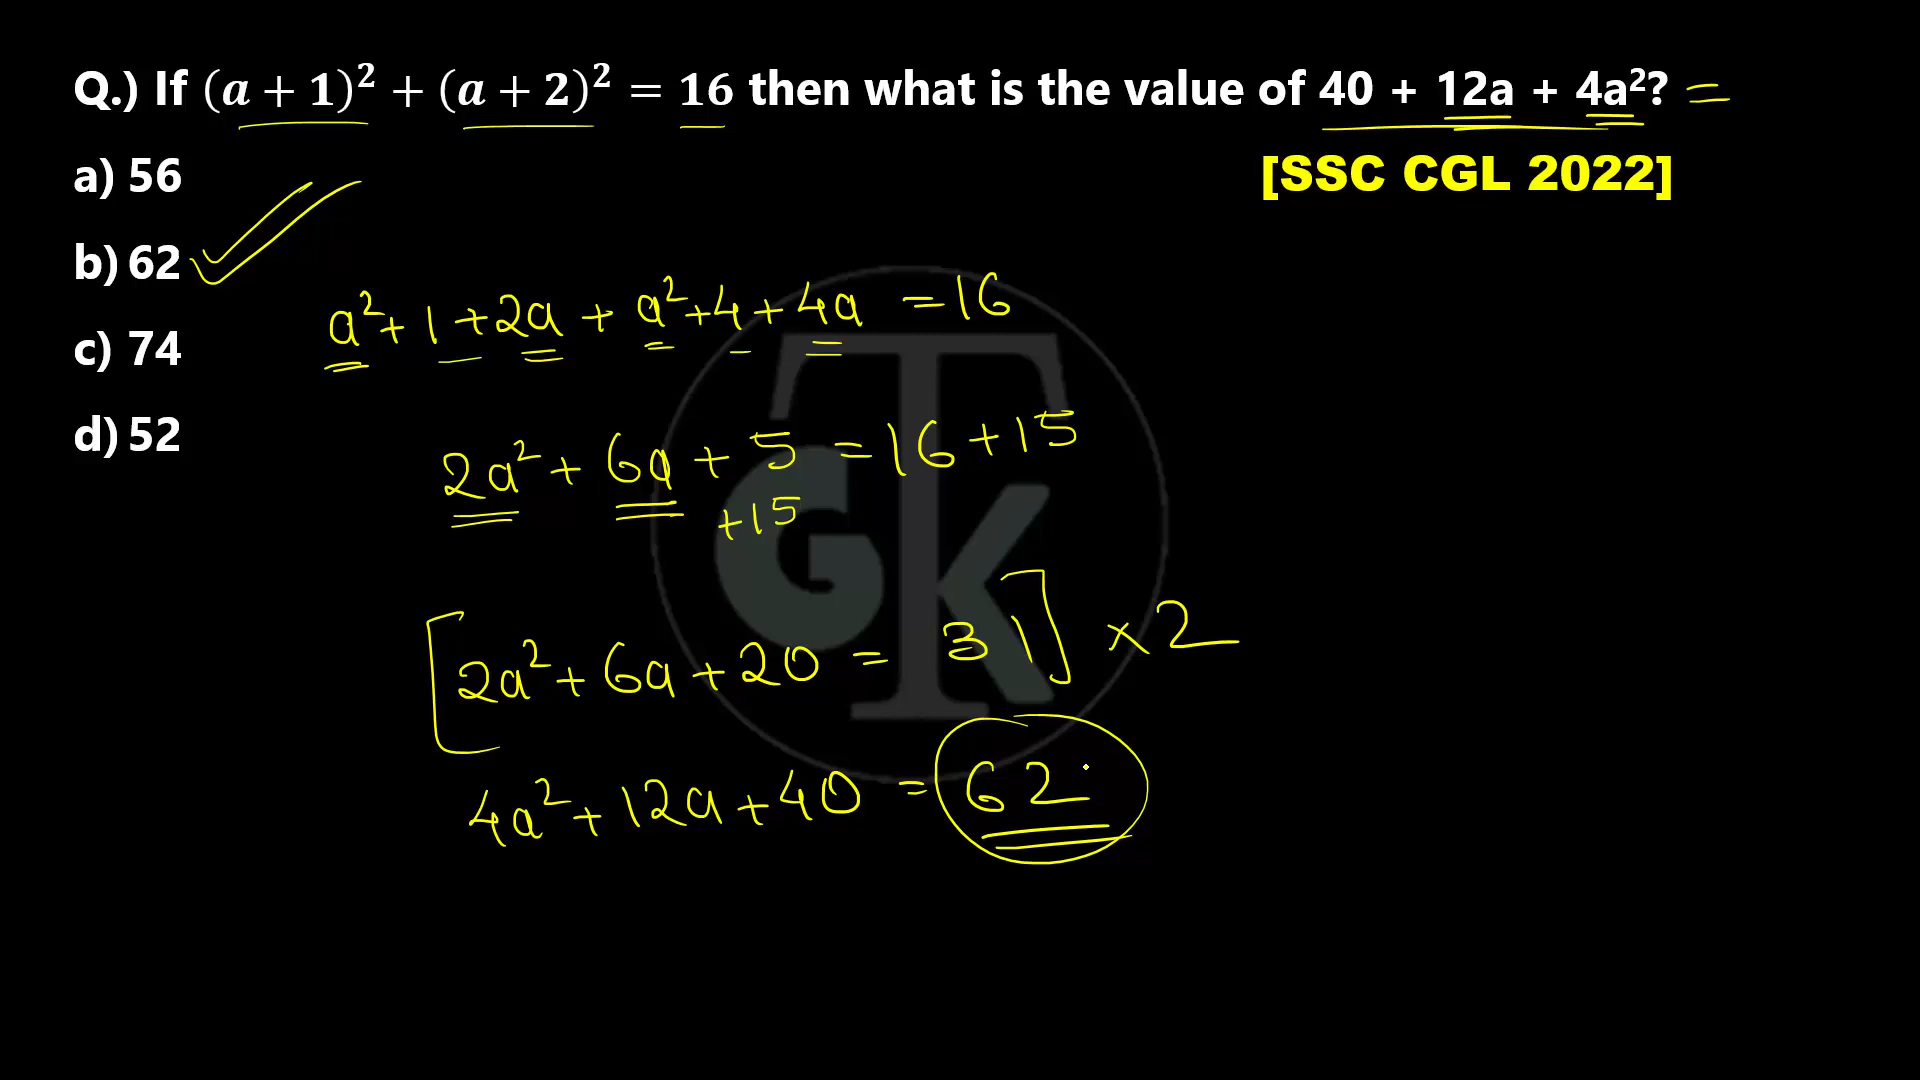 Q.) If (a + 1)² + (a + 2)² = 16 then what is the value of 40 + 12a + 4a²? =
a) 56
[SSC CGL 2022]
b) 62
a² + 1 + 2a + a² + 4 + 4a = 16
c) 74
d) 52
2a² + 6a + 5 = 16 + 15
+15
[2a² + 6a + 20 = 31] × 2
4a² + 12a + 40 = 62
GTK